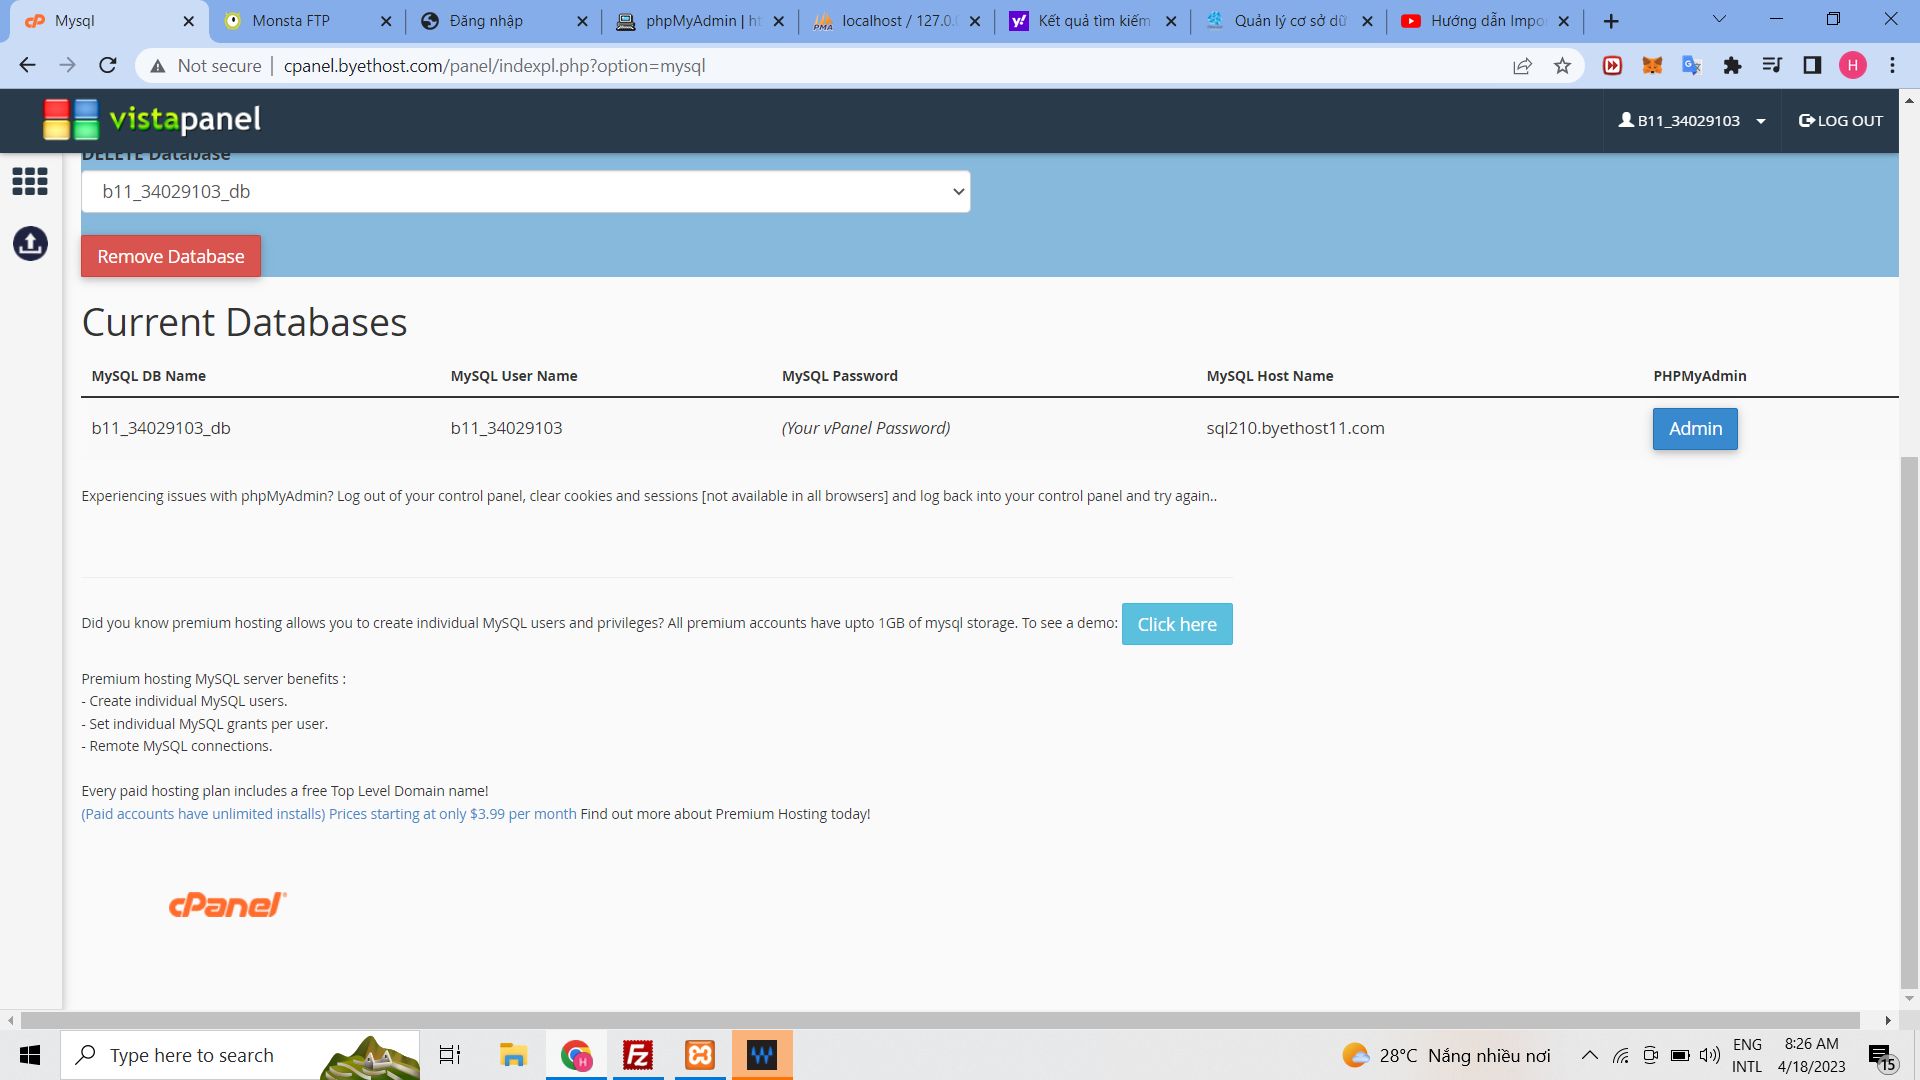 Mysql
Monsta FTP
Đăng nhập
phpMyAdmin | ht
localhost / 127.0.0
Kết quả tìm kiếm
Quản lý cơ sở dữ
Hướng dẫn Impo
Not secure
cpanel.byethost.com/panel/indexpl.php?option=mysql
H
vistapanel
B11_34029103
LOG OUT
DELETE Database
b11_34029103_db
Remove Database
Current Databases
MySQL DB Name MySQL User Name MySQL Password MySQL Host Name PHPMyAdmin
b11_34029103_db b11_34029103 (Your vPanel Password) sql210.byethost11.com Admin
Experiencing issues with phpMyAdmin? Log out of your control panel, clear cookies and sessions [not available in all browsers] and log back into your control panel and try again..
Did you know premium hosting allows you to create individual MySQL users and privileges? All premium accounts have upto 1GB of mysql storage. To see a demo: Click here
Premium hosting MySQL server benefits :
- Create individual MySQL users.
- Set individual MySQL grants per user.
- Remote MySQL connections.
Every paid hosting plan includes a free Top Level Domain name!
(Paid accounts have unlimited installs) Prices starting at only $3.99 per month Find out more about Premium Hosting today!
cPanel
Type here to search
28°C Nắng nhiều nơi
ENG
INTL
8:26 AM
4/18/2023
15